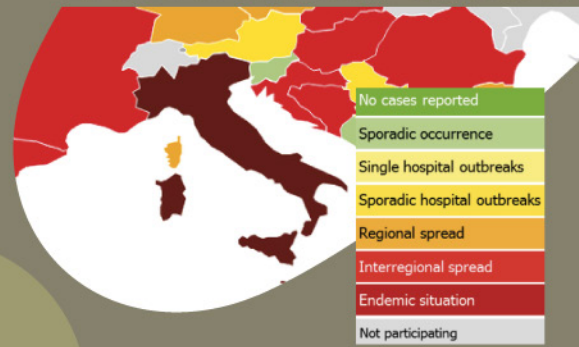 No cases reported
Sporadic occurrence
Single hospital outbreaks
Sporadic hospital outbreaks
Regional spread
Interregional spread
Endemic situation
Not participating